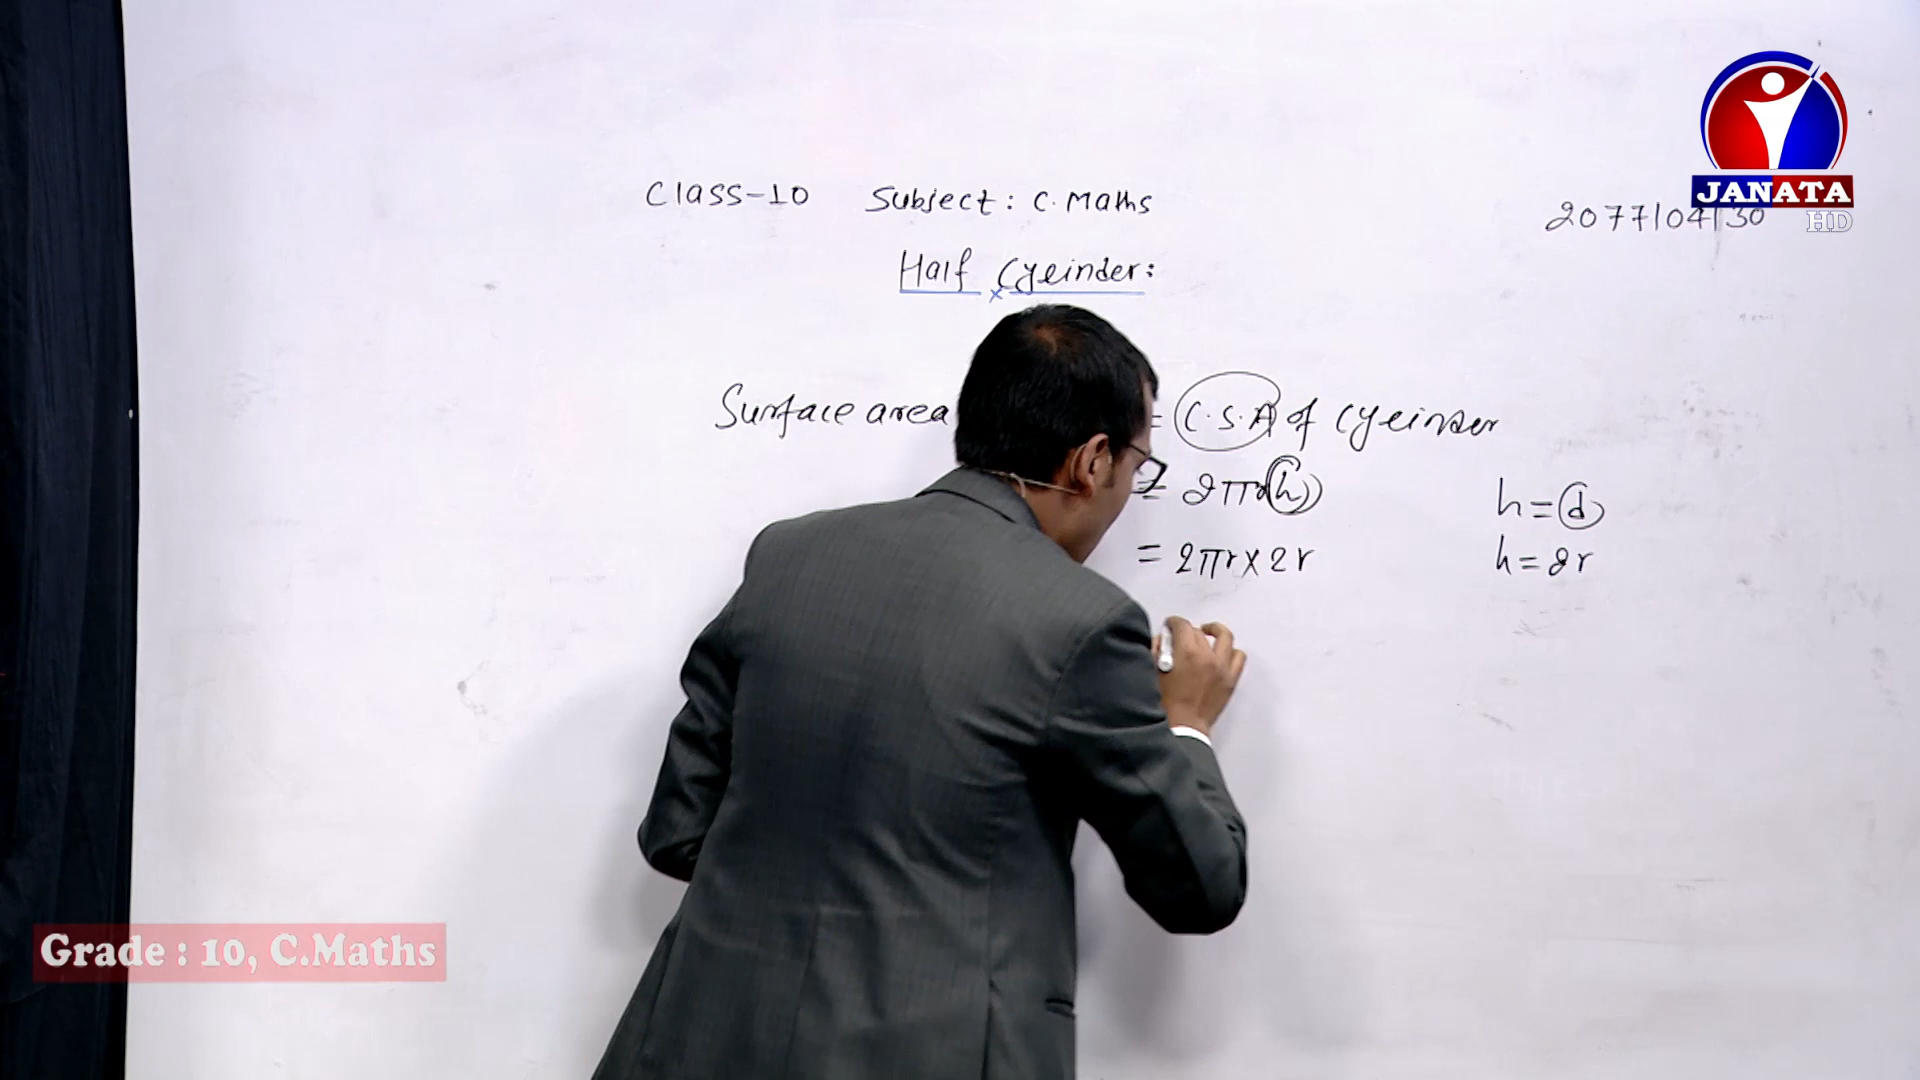 JANATA
HD
Class-10 Subject: C. Maths
2077/04/30
Half Cylinder:
Surface area = C.S.A of Cylinder
= 2πr(h)
h = d
= 2πr × 2r
h = 2r
Grade : 10, C.Maths